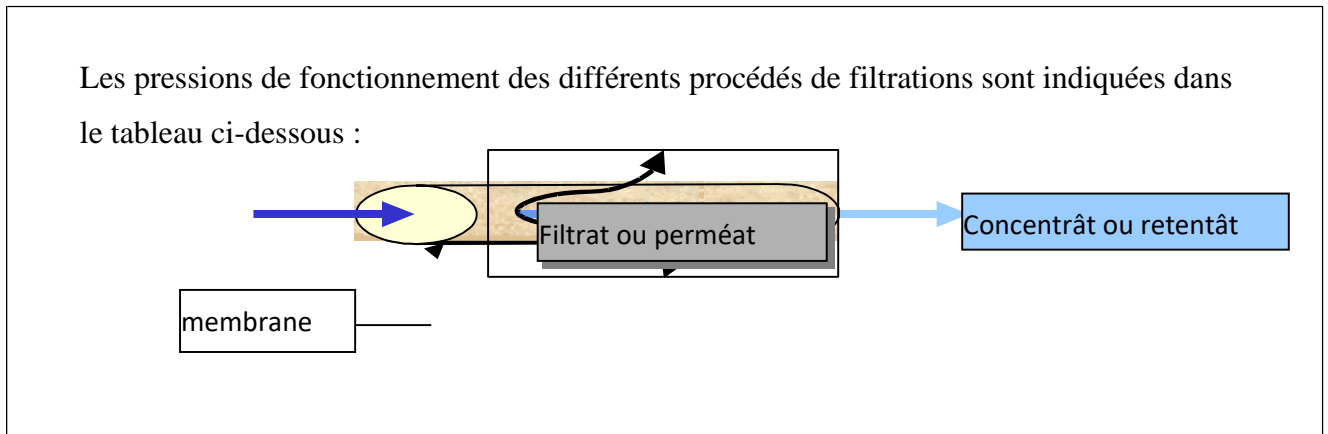 Les pressions de fonctionnement des différents procédés de filtrations sont indiquées dans
le tableau ci-dessous :
Filtrat ou perméat
Concentrât ou retentât
membrane